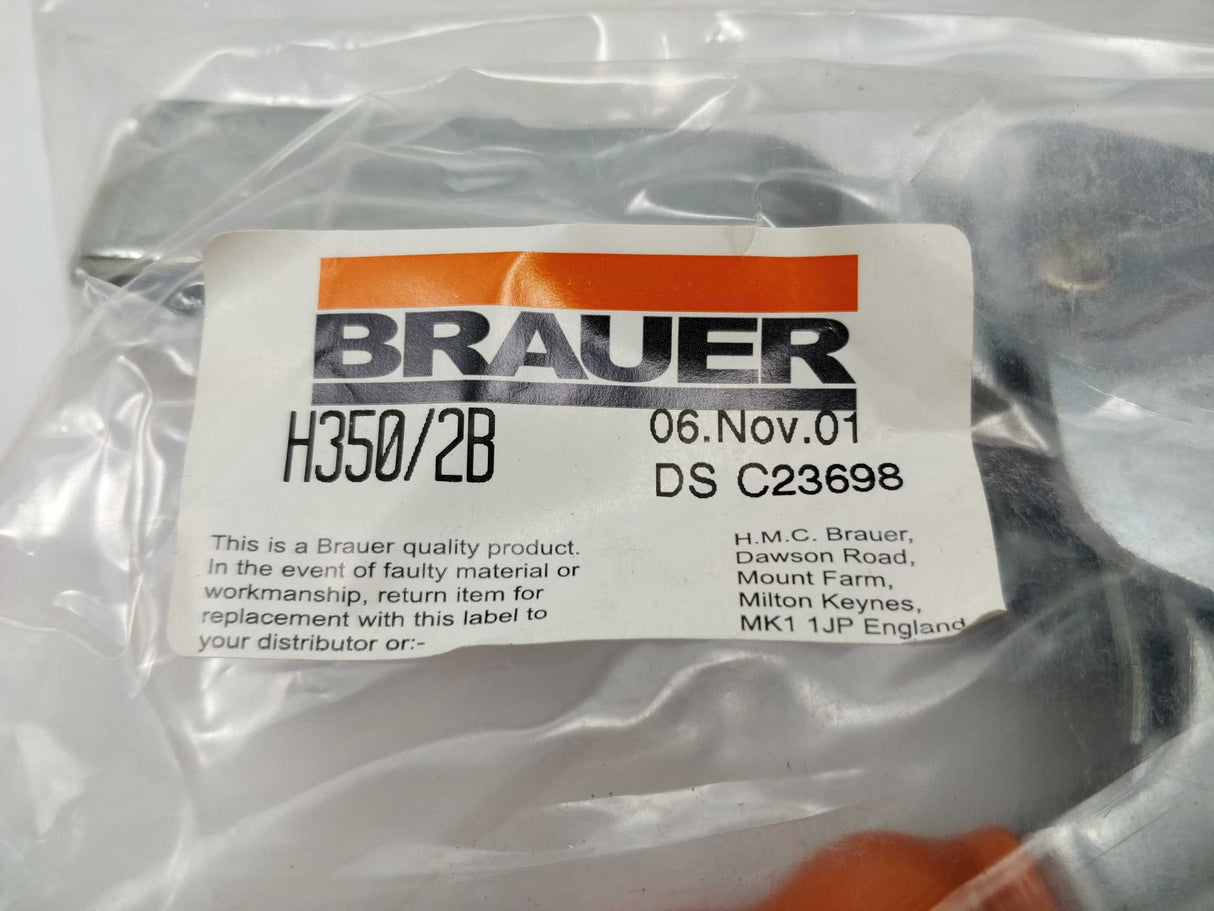 BRAUER
H350/2B
06.Nov.01
DS C23698
This is a Brauer quality product.
In the event of faulty material or
workmanship, return item for
replacement with this label to
your distributor or:-
H.M.C. Brauer,
Dawson Road,
Mount Farm,
Milton Keynes,
MK1 1JP England